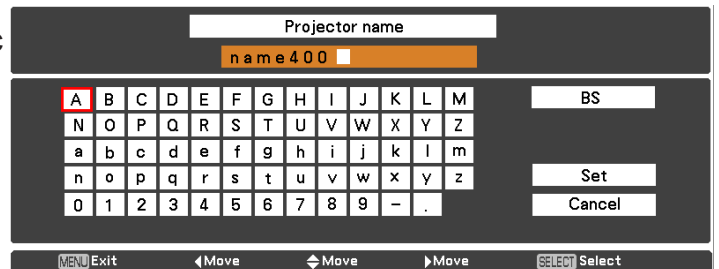 Projector name
name400
A B C D E F G H I J K L M BS
N O P Q R S T U V W X Y Z
a b c d e f g h i j k l m
n o p q r s t u v w x y z Set
0 1 2 3 4 5 6 7 8 9 – . Cancel
MENU Exit Move Move Move SELECT Select